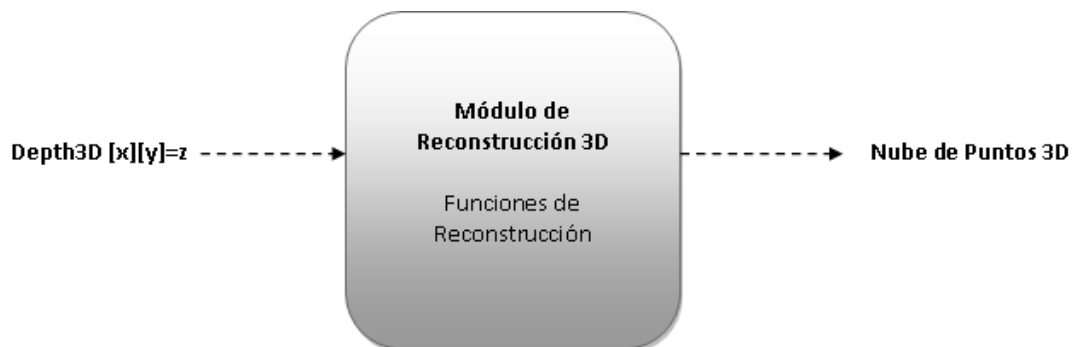 Módulo de
Reconstrucción 3D
Depth3D [x][y]=z
Nube de Puntos 3D
Funciones de
Reconstrucción